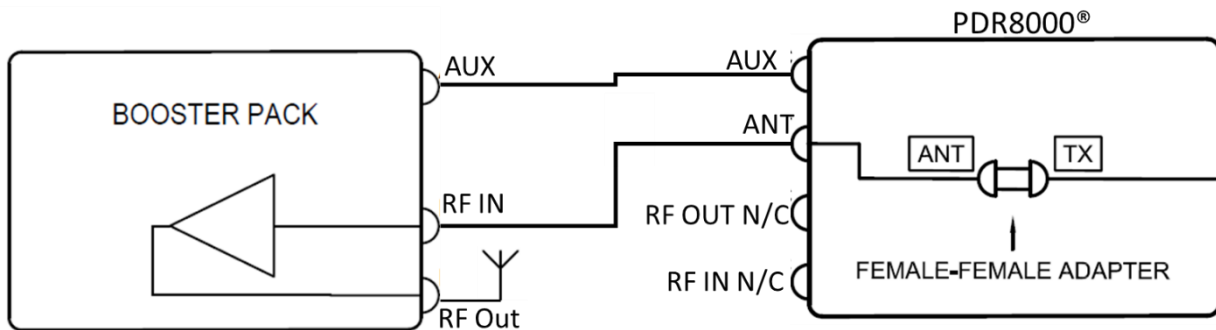 PDR8000®
AUX
AUX
BOOSTER PACK
ANT
ANT
TX
RF IN
RF OUT N/C
FEMALE-FEMALE ADAPTER
RF IN N/C
RF Out